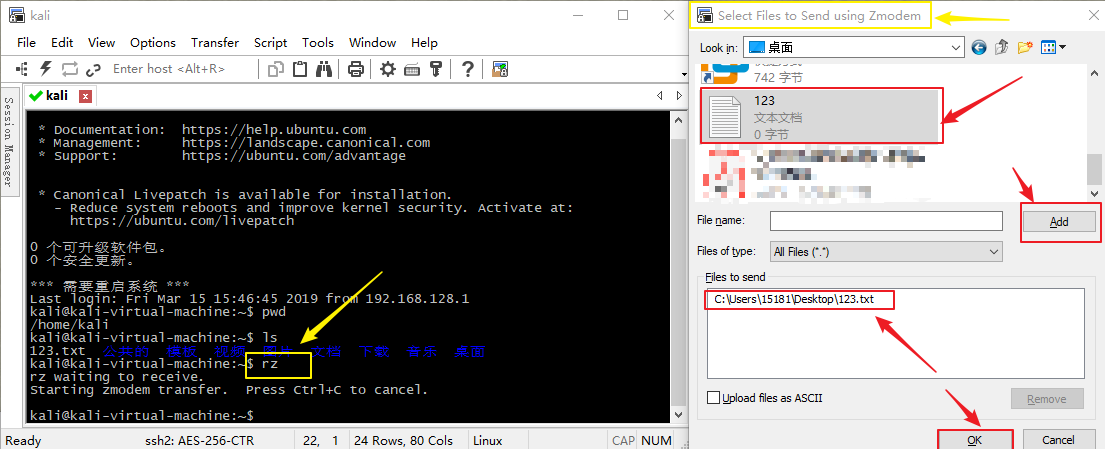 kali
File Edit View Options Transfer Script Tools Window Help
Enter host <Alt+R>
Session Manager
kali x
* Documentation: https://help.ubuntu.com
* Management: https://landscape.canonical.com
* Support: https://ubuntu.com/advantage
* Canonical Livepatch is available for installation.
- Reduce system reboots and improve kernel security. Activate at:
https://ubuntu.com/livepatch
0 个可升级软件包。
0 个安全更新。
*** 需要重启系统 ***
Last login: Fri Mar 15 15:46:45 2019 from 192.168.128.1
kali@kali-virtual-machine:~$ pwd
/home/kali
kali@kali-virtual-machine:~$ ls
123.txt 公共的 模板 视频 图片 文档 下载 音乐 桌面
kali@kali-virtual-machine:~$ rz
rz waiting to receive.
Starting zmodem transfer. Press Ctrl+C to cancel.
kali@kali-virtual-machine:~$
Ready ssh2: AES-256-CTR 22, 1 24 Rows, 80 Cols Linux CAP NUM
Select Files to Send using Zmodem
Look in: 桌面
742 字节
123
文本文档
0 字节
File name: Add
Files of type: All Files (*.*)
Files to send
C:\Users\15181\Desktop\123.txt
Upload files as ASCII Remove
OK Cancel